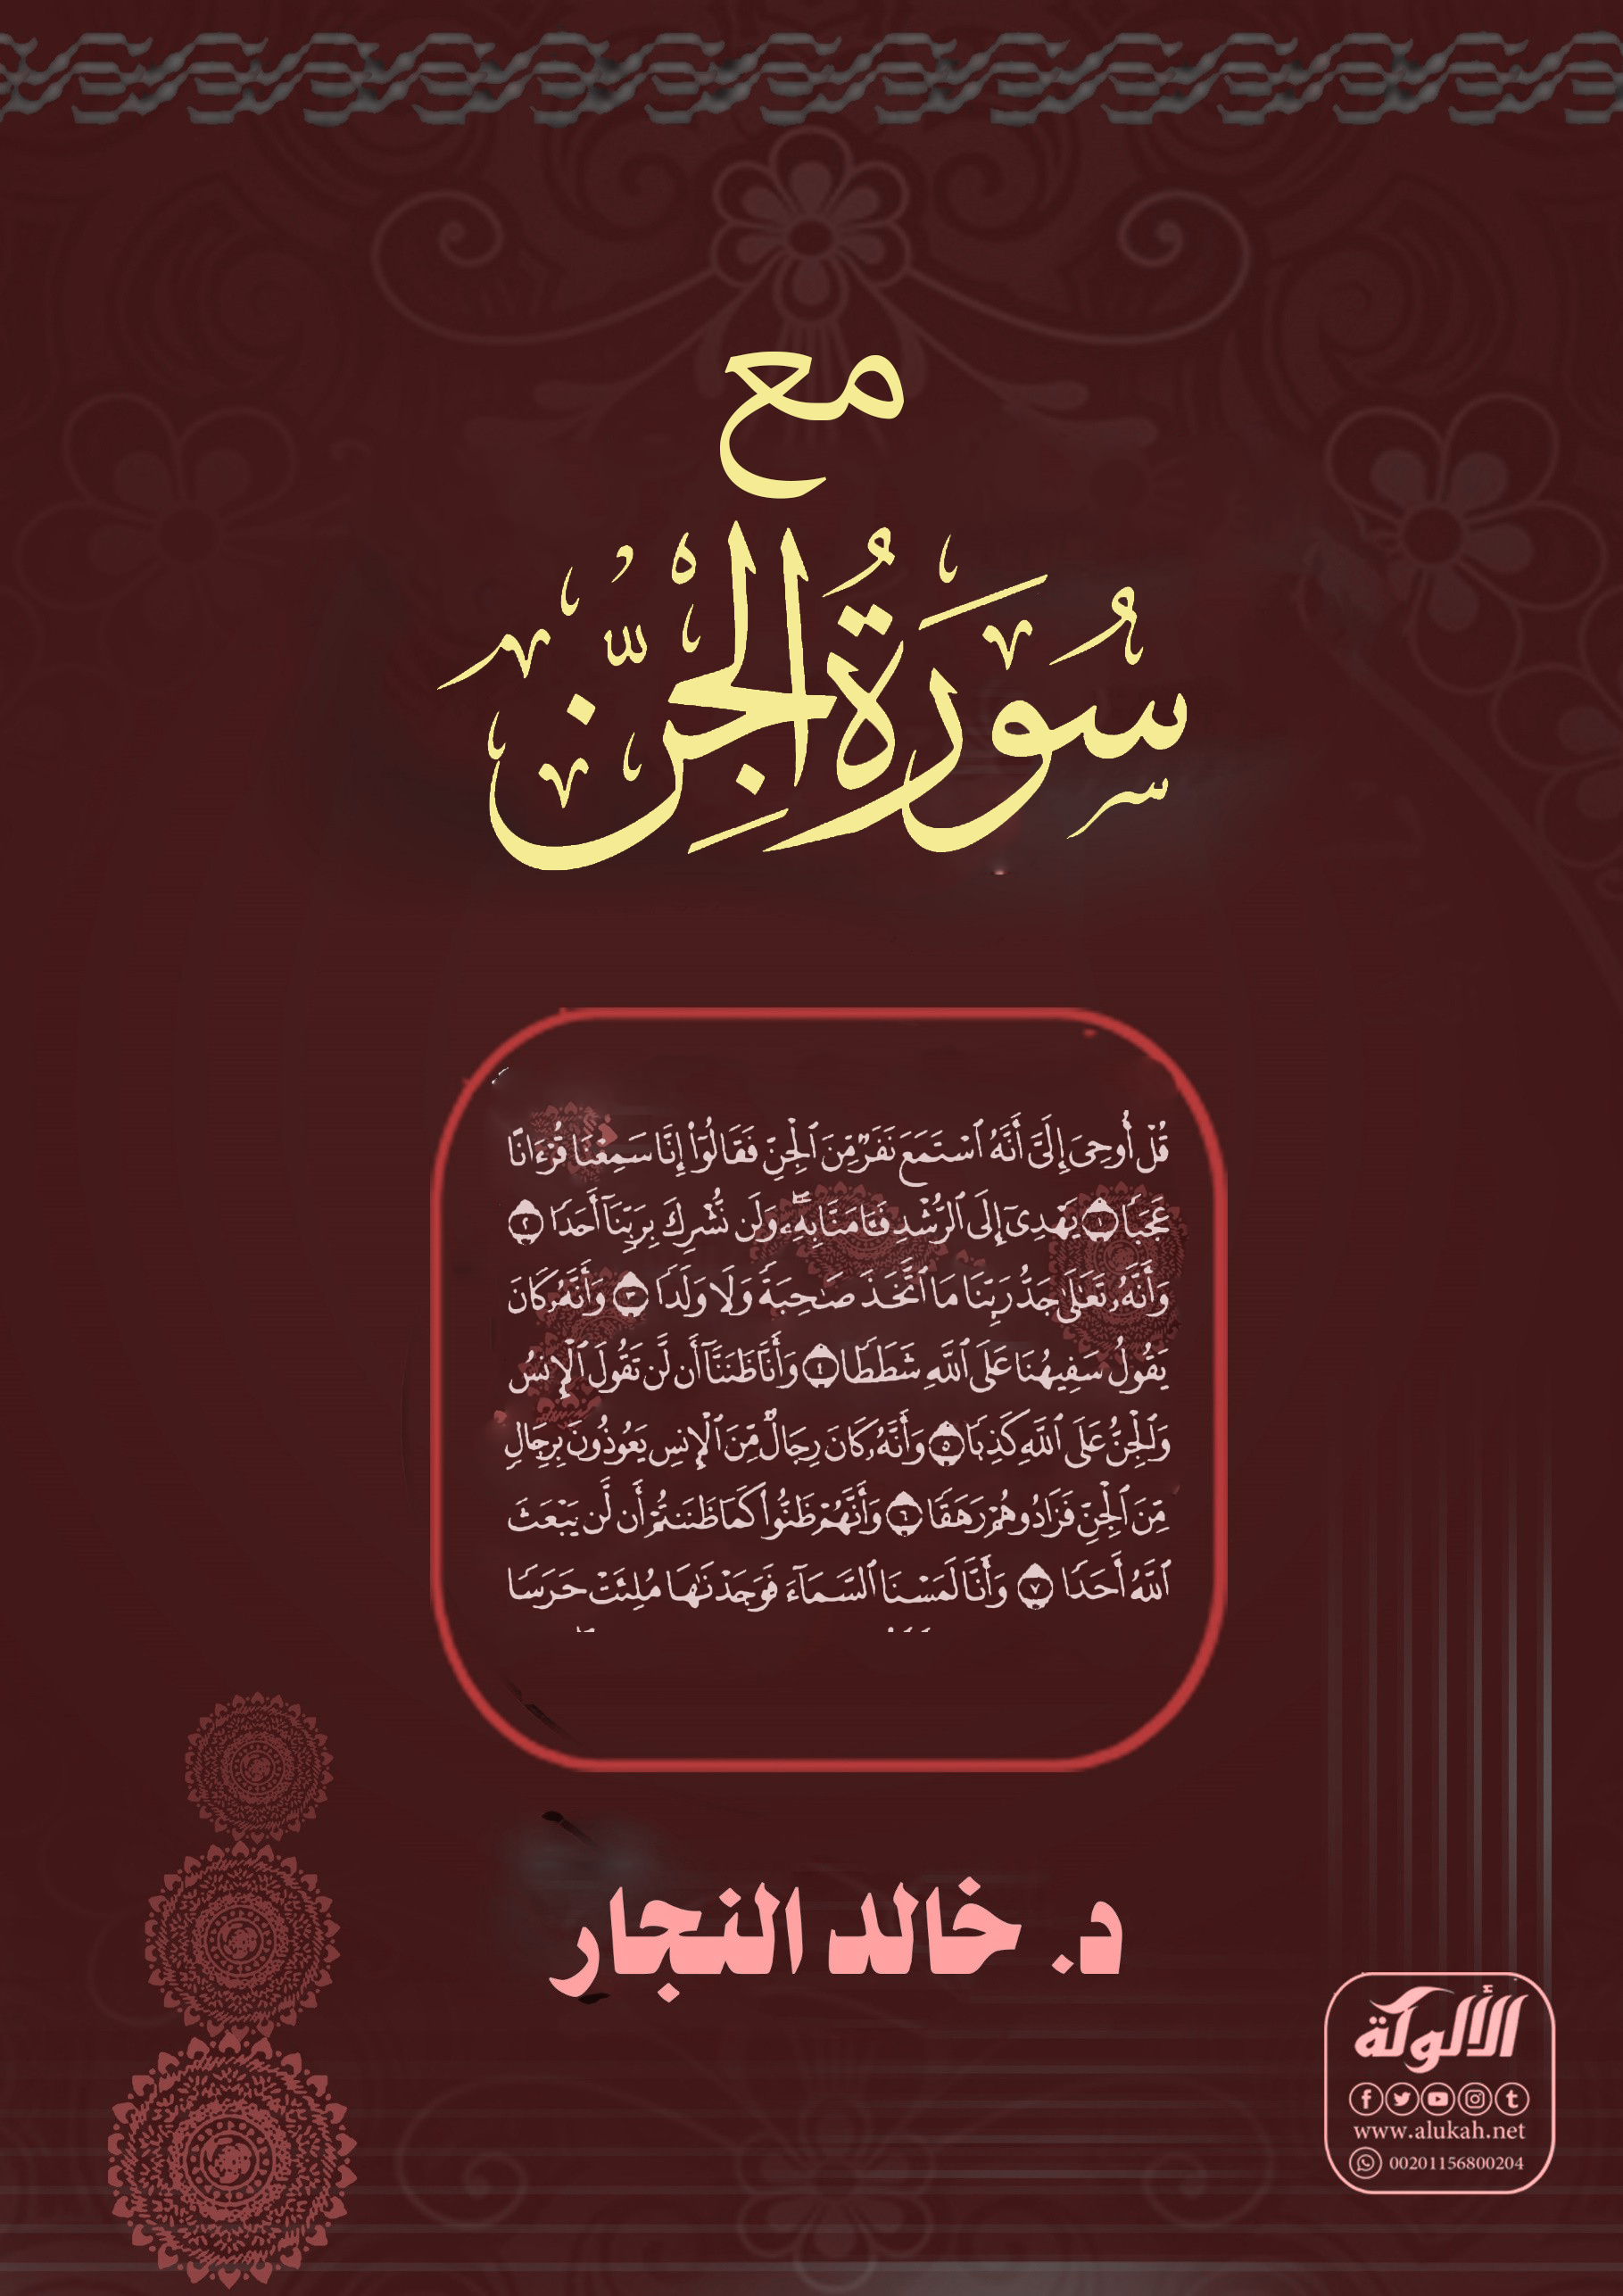 مع
سُورَةُ الجِنِّ
قُلْ أُوحِيَ إِلَيَّ أَنَّهُ ٱسْتَمَعَ نَفَرٌ مِّنَ ٱلْجِنِّ فَقَالُوٓا۟ إِنَّا سَمِعْنَا قُرْءَانًا
عَجَبًا ١ يَهْدِىٓ إِلَى ٱلرُّشْدِ فَـَٔامَنَّا بِهِۦ ۖ وَلَن نُّشْرِكَ بِرَبِّنَآ أَحَدًا ٢
وَأَنَّهُۥ تَعَـٰلَىٰ جَدُّ رَبِّنَا مَا ٱتَّخَذَ صَـٰحِبَةً وَلَا وَلَدًا ٣ وَأَنَّهُۥ كَانَ
يَقُولُ سَفِيهُنَا عَلَى ٱللَّهِ شَطَطًا ٤ وَأَنَّا ظَنَنَّآ أَن لَّن تَقُولَ ٱلْإِنسُ
وَٱلْجِنُّ عَلَى ٱللَّهِ كَذِبًا ٥ وَأَنَّهُۥ كَانَ رِجَالٌ مِّنَ ٱلْإِنسِ يَعُوذُونَ بِرِجَالٍ
مِّنَ ٱلْجِنِّ فَزَادُوهُمْ رَهَقًا ٦ وَأَنَّهُمْ ظَنُّوا۟ كَمَا ظَنَنتُمْ أَن لَّن يَبْعَثَ
ٱللَّهُ أَحَدًا ٧ وَأَنَّا لَمَسْنَا ٱلسَّمَآءَ فَوَجَدْنَـٰهَا مُلِئَتْ حَرَسًا
د. خالد النجار
الألوكة
www.alukah.net
00201156800204